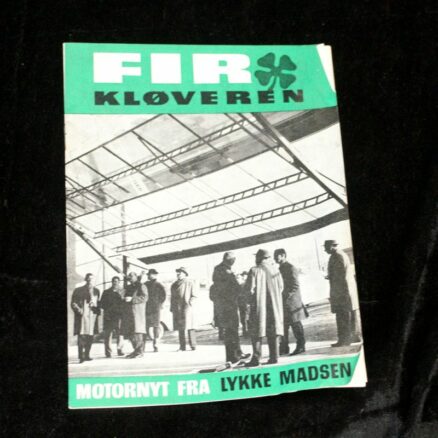 FIR
KLØVEREN
MOTORNYT FRA LYKKE MADSEN